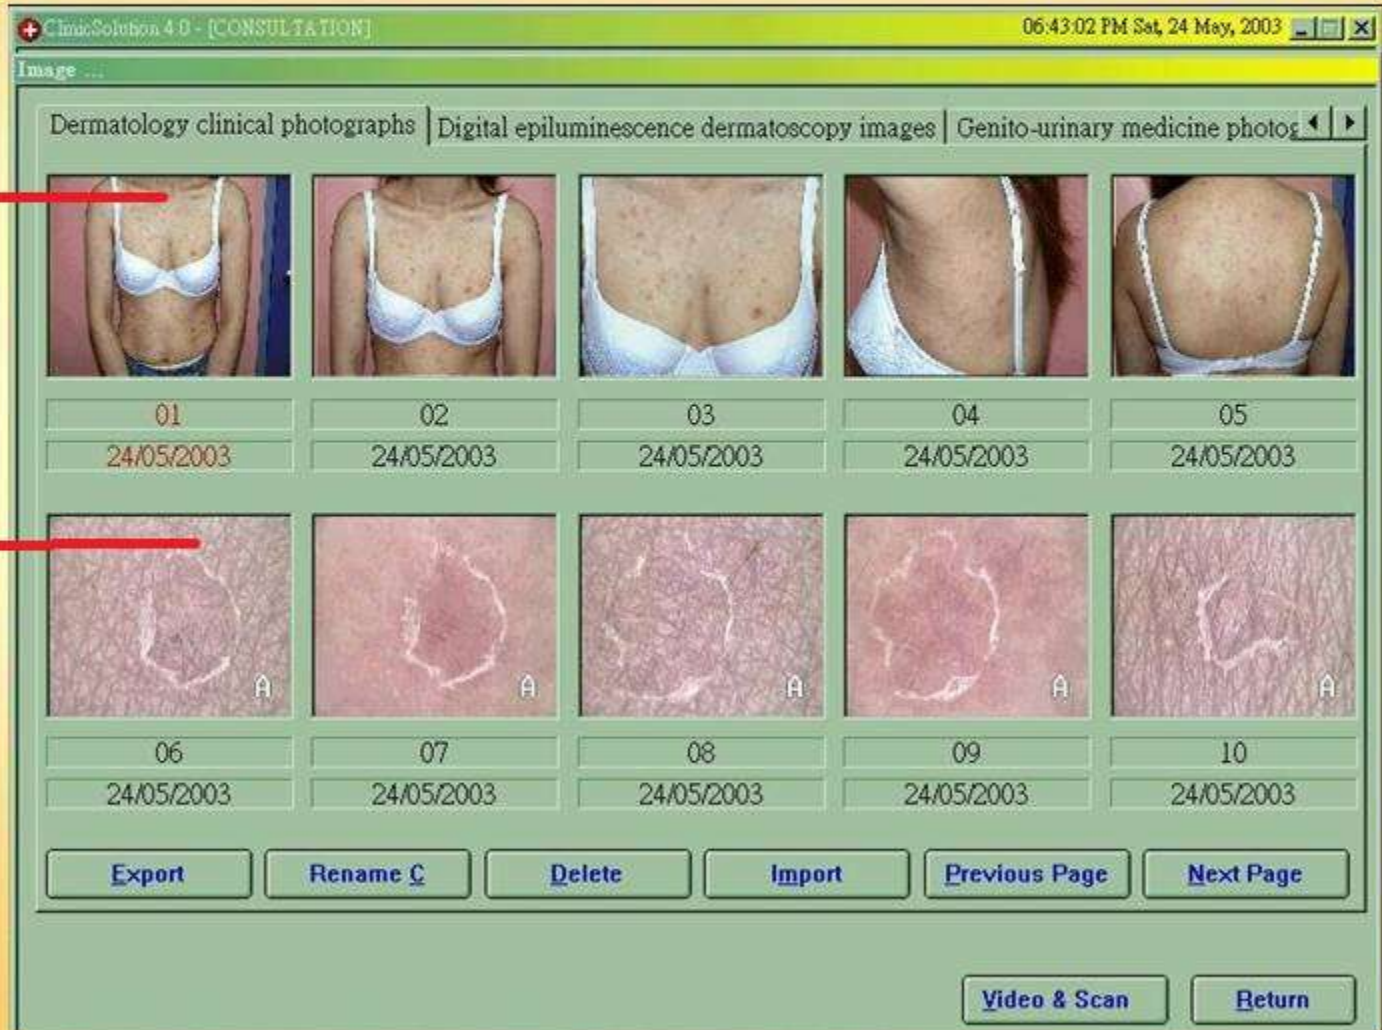 ClinicSolution 4.0 - [CONSULTATION] 06:43:02 PM Sat, 24 May, 2003
Image ...
Dermatology clinical photographs Digital epiluminescence dermatoscopy images Genito-urinary medicine photog
01 02 03 04 05
24/05/2003 24/05/2003 24/05/2003 24/05/2003 24/05/2003
A A A A A
06 07 08 09 10
24/05/2003 24/05/2003 24/05/2003 24/05/2003 24/05/2003
Export Rename C Delete Import Previous Page Next Page
Video & Scan Return